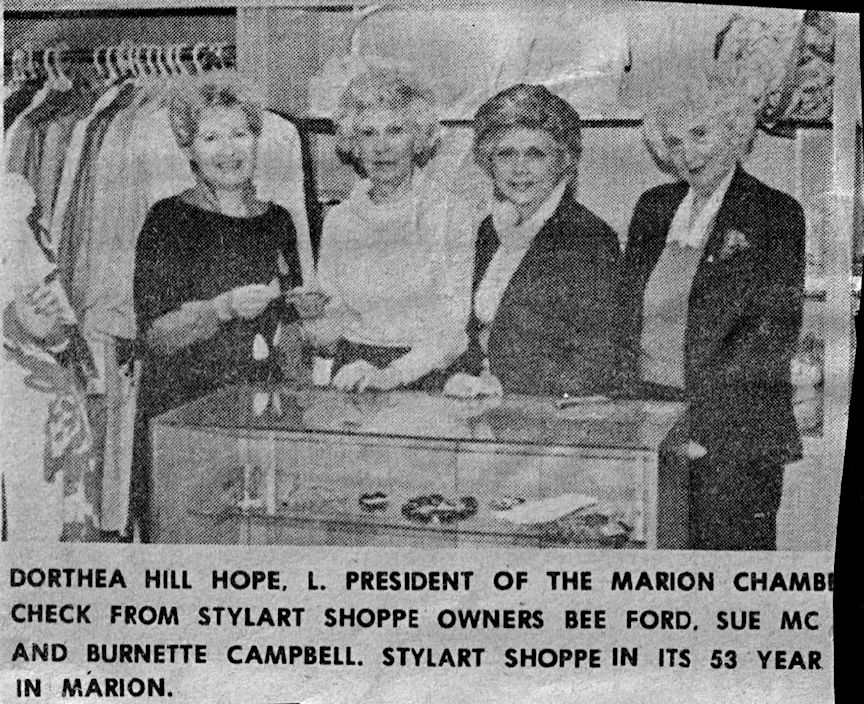 DORTHEA HILL HOPE, L. PRESIDENT OF THE MARION CHAMBE
CHECK FROM STYLART SHOPPE OWNERS BEE FORD, SUE MC
AND BURNETTE CAMPBELL. STYLART SHOPPE IN ITS 53 YEAR
IN MARION.